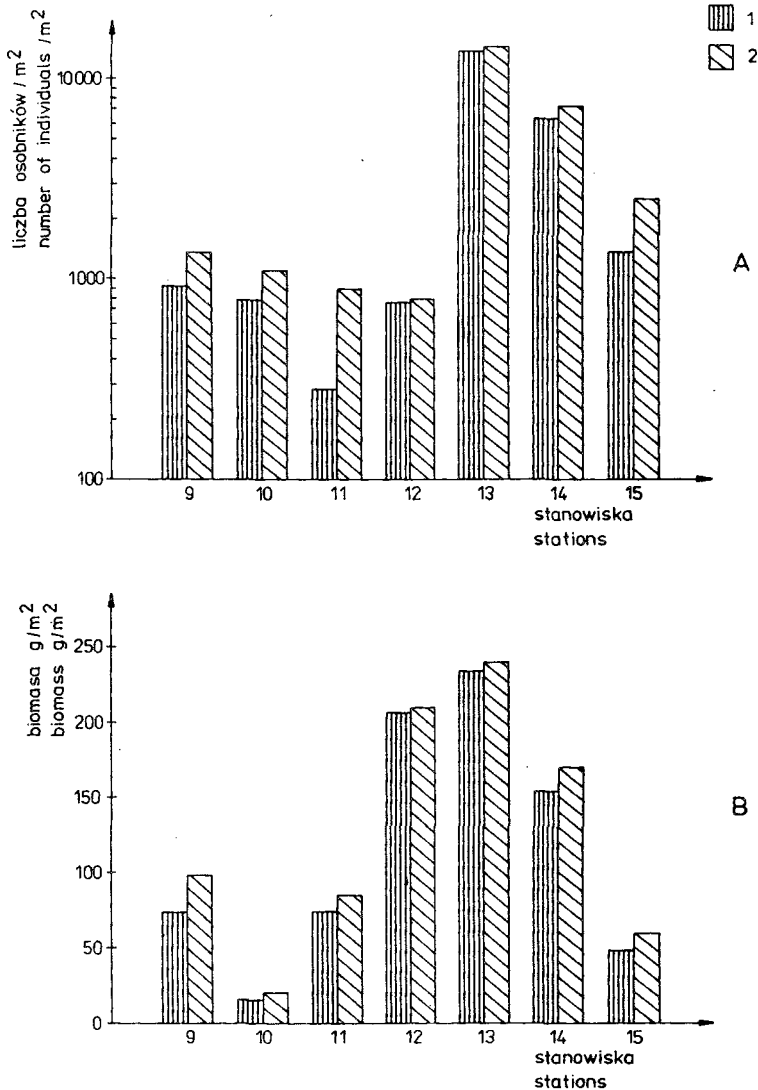 1
2
liczba osobników / m²
number of individuals / m²
10000
1000
100
A
9 10 11 12 13 14 15
stanowiska
stations
biomasa g/m²
biomass g/m²
250
200
150
100
50
0
B
9 10 11 12 13 14 15
stanowiska
stations